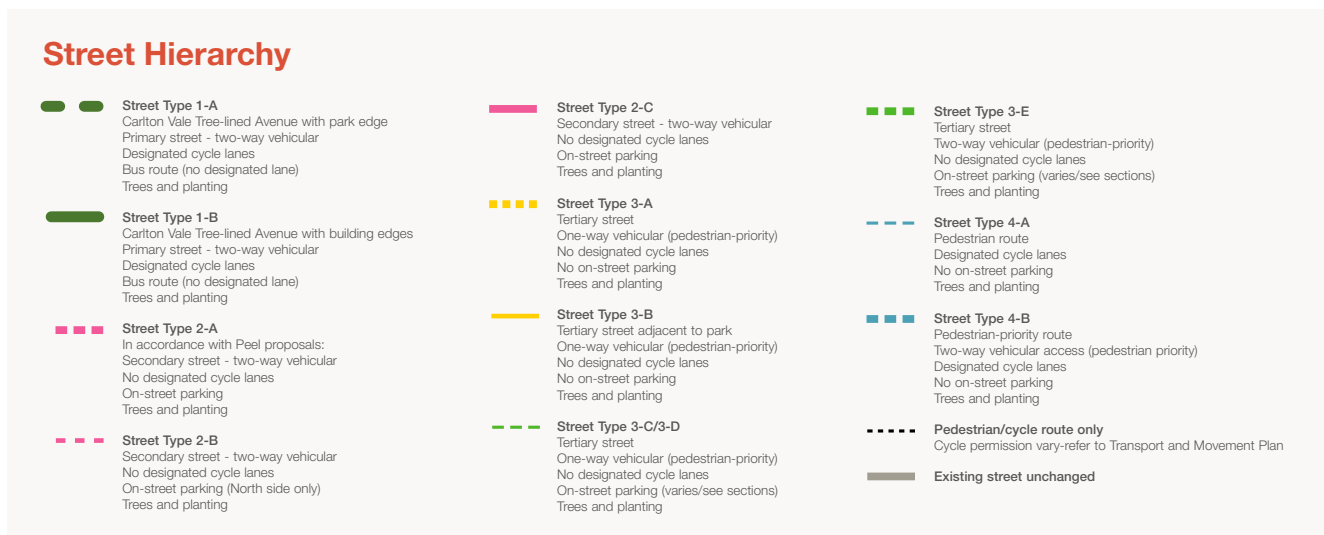 Street Hierarchy
Street Type 1-A
Carlton Vale Tree-lined Avenue with park edge
Primary street - two-way vehicular
Designated cycle lanes
Bus route (no designated lane)
Trees and planting
Street Type 1-B
Carlton Vale Tree-lined Avenue with building edges
Primary street - two-way vehicular
Designated cycle lanes
Bus route (no designated lane)
Trees and planting
Street Type 2-A
In accordance with Peel proposals:
Secondary street - two-way vehicular
No designated cycle lanes
On-street parking
Trees and planting
Street Type 2-B
Secondary street - two-way vehicular
No designated cycle lanes
On-street parking (North side only)
Trees and planting
Street Type 2-C
Secondary street - two-way vehicular
No designated cycle lanes
On-street parking
Trees and planting
Street Type 3-A
Tertiary street
One-way vehicular (pedestrian-priority)
No designated cycle lanes
No on-street parking
Trees and planting
Street Type 3-B
Tertiary street adjacent to park
One-way vehicular (pedestrian-priority)
No designated cycle lanes
No on-street parking
Trees and planting
Street Type 3-C/3-D
Tertiary street
One-way vehicular (pedestrian-priority)
No designated cycle lanes
On-street parking (varies/see sections)
Trees and planting
Street Type 3-E
Tertiary street
Two-way vehicular (pedestrian-priority)
No designated cycle lanes
On-street parking (varies/see sections)
Trees and planting
Street Type 4-A
Pedestrian route
Designated cycle lanes
No on-street parking
Trees and planting
Street Type 4-B
Pedestrian-priority route
Two-way vehicular access (pedestrian priority)
Designated cycle lanes
No on-street parking
Trees and planting
Pedestrian/cycle route only
Cycle permission vary-refer to Transport and Movement Plan
Existing street unchanged